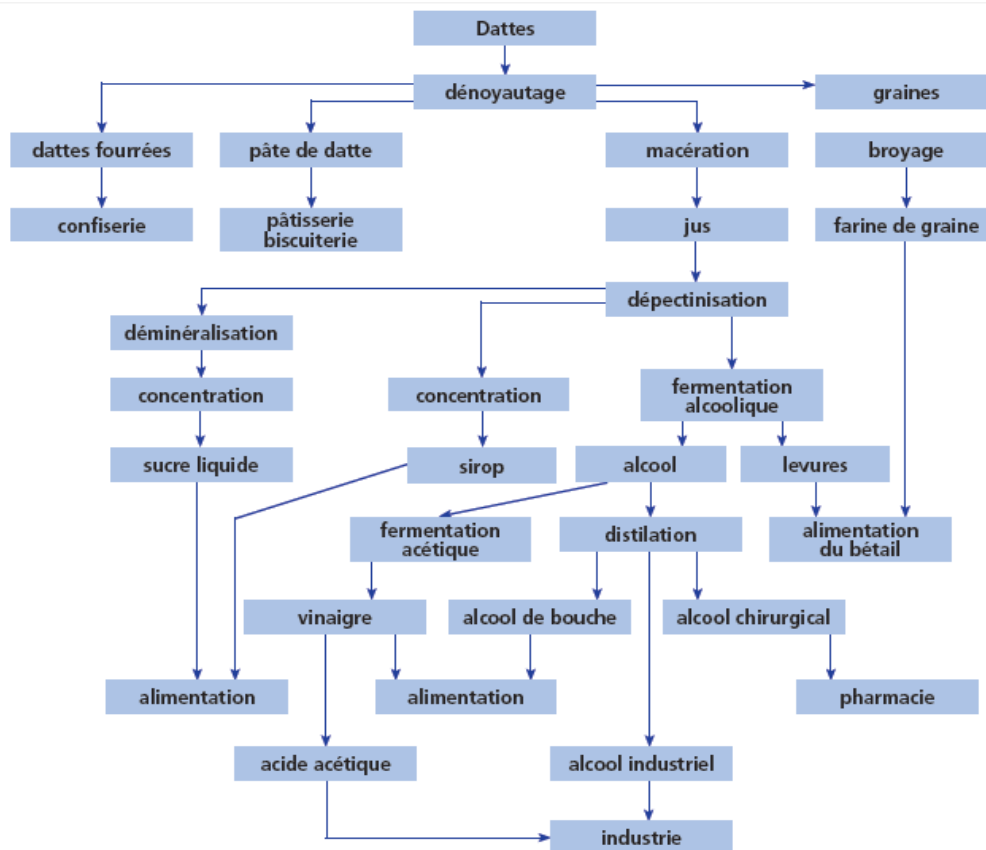 Dattes
dénoyautage
graines
dattes fourrées
pâte de datte
macération
broyage
confiserie
pâtisserie
biscuiterie
jus
farine de graine
dépectinisation
déminéralisation
concentration
concentration
fermentation
alcoolique
sucre liquide
sirop
alcool
levures
fermentation
acétique
distilation
alimentation
du bétail
vinaigre
alcool de bouche
alcool chirurgical
alimentation
alimentation
pharmacie
acide acétique
alcool industriel
industrie